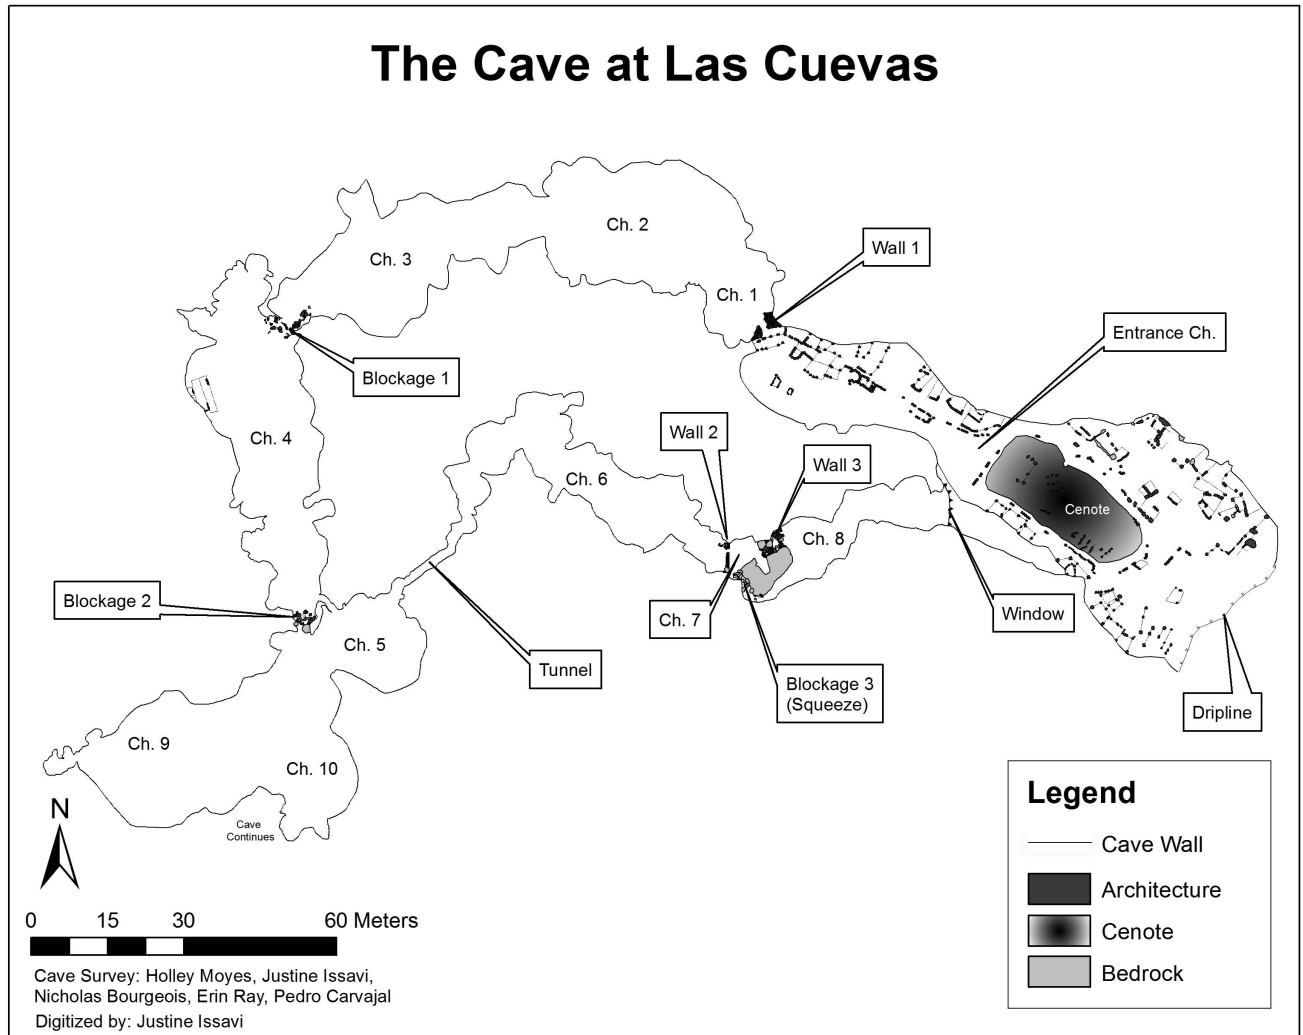 The Cave at Las Cuevas
Ch. 2
Ch. 3
Wall 1
Ch. 1
Entrance Ch.
Blockage 1
Ch. 4
Wall 2
Wall 3
Ch. 6
Cenote
Ch. 8
Blockage 2
Ch. 7
Window
Ch. 5
Tunnel
Blockage 3
(Squeeze)
Dripline
Ch. 9
Ch. 10
Cave
Continues
N
0 15 30 60 Meters
Cave Survey: Holley Moyes, Justine Issavi,
Nicholas Bourgeois, Erin Ray, Pedro Carvajal
Digitized by: Justine Issavi
Legend
Cave Wall
Architecture
Cenote
Bedrock